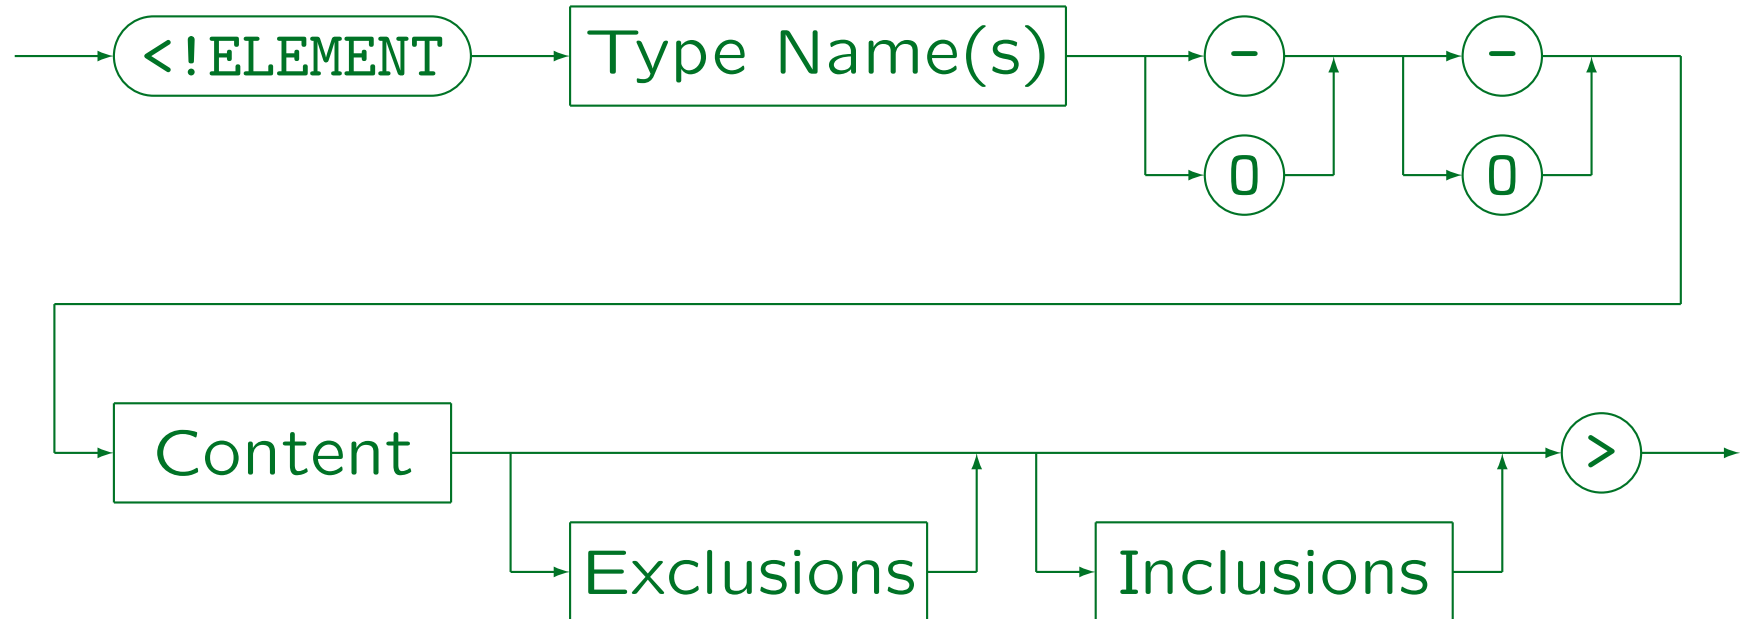 <!ELEMENT Type Name(s) - -
O O
Content >
Exclusions Inclusions